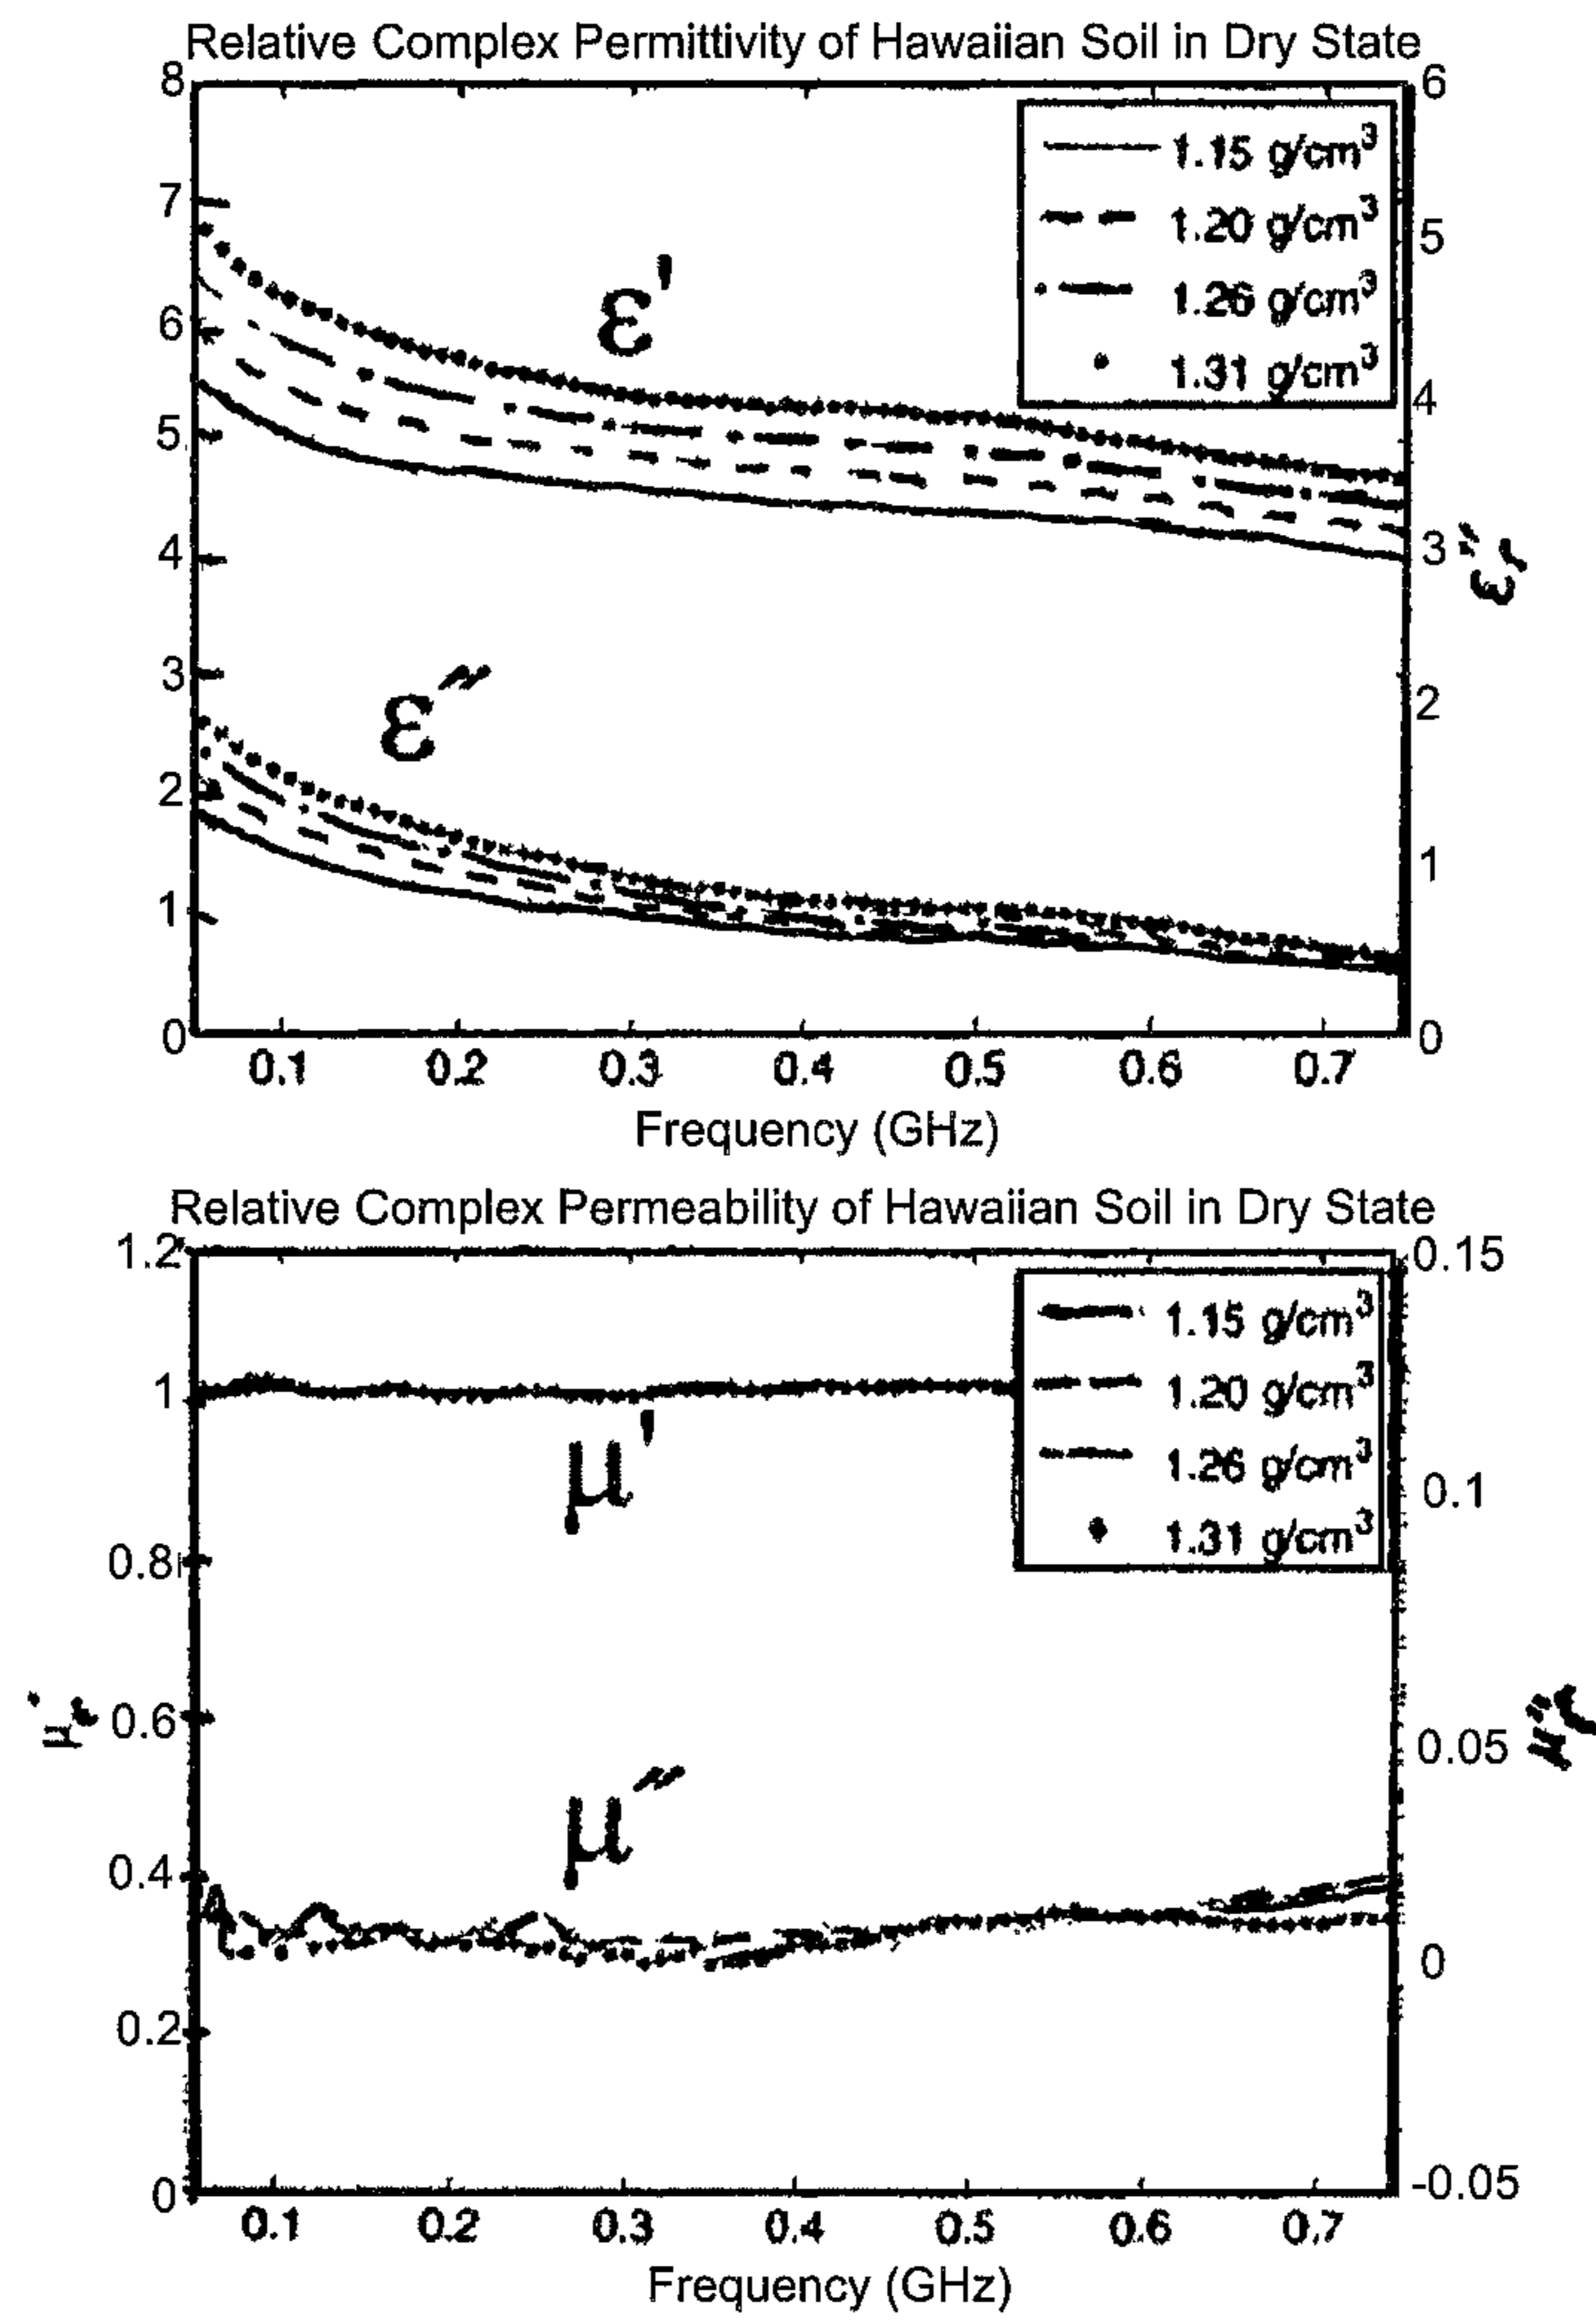 Relative Complex Permittivity of Hawaiian Soil in Dry State
8
7
6
5
4
3
2
1
0
6
5
4
3
2
1
0
1.15 g/cm³
1.20 g/cm³
1.26 g/cm³
1.31 g/cm³
ε'
ε''
εr''
0.1 0.2 0.3 0.4 0.5 0.6 0.7
Frequency (GHz)
Relative Complex Permeability of Hawaiian Soil in Dry State
1.2
1
0.8
0.6
0.4
0.2
0
0.15
0.1
0.05
0
-0.05
1.15 g/cm³
1.20 g/cm³
1.26 g/cm³
1.31 g/cm³
μ'
μ''
μr'
μr''
0.1 0.2 0.3 0.4 0.5 0.6 0.7
Frequency (GHz)